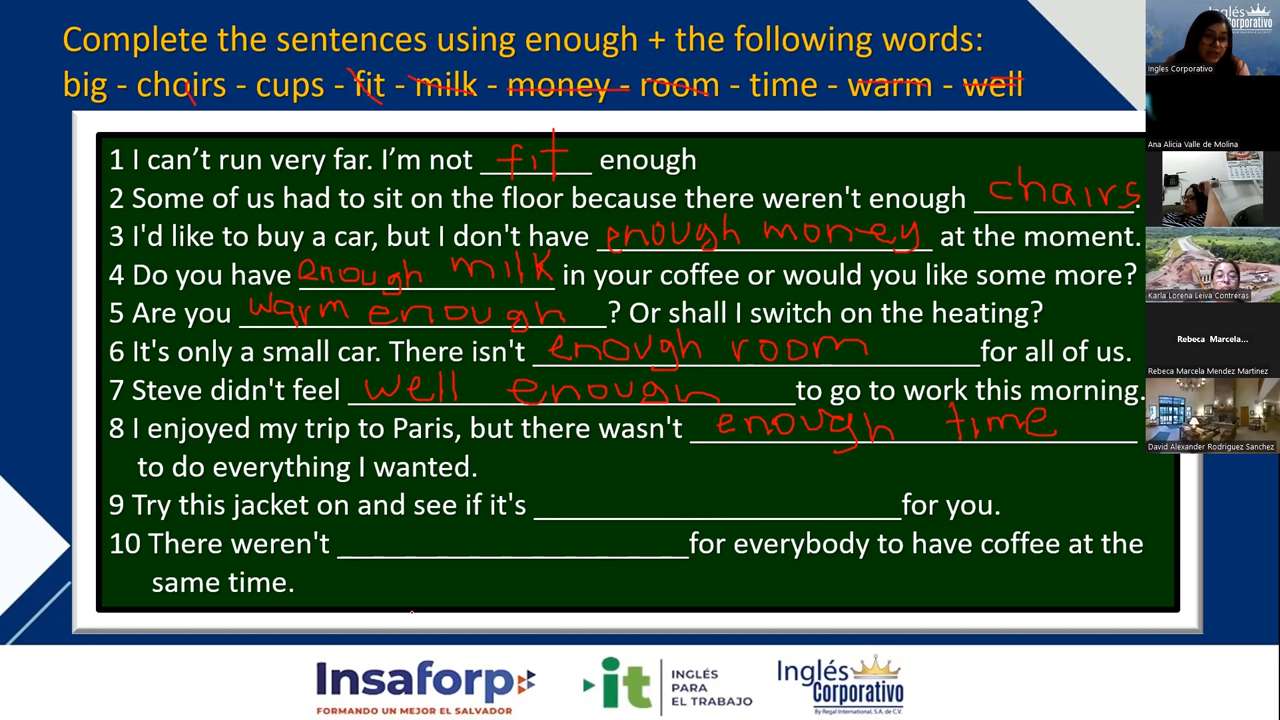 Complete the sentences using enough + the following words:
big - choirs - cups - fit - milk - money - room - time - warm - well
1 I can't run very far. I'm not fit enough
2 Some of us had to sit on the floor because there weren't enough chairs.
3 I'd like to buy a car, but I don't have enough money at the moment.
4 Do you have enough milk in your coffee or would you like some more?
5 Are you warm enough? Or shall I switch on the heating?
6 It's only a small car. There isn't enough room for all of us.
7 Steve didn't feel well enough to go to work this morning.
8 I enjoyed my trip to Paris, but there wasn't enough time
to do everything I wanted.
9 Try this jacket on and see if it's ____ for you.
10 There weren't ____ for everybody to have coffee at the
same time.
Insaforp
FORMANDO UN MEJOR EL SALVADOR
it
INGLÉS
PARA
EL TRABAJO
Inglés
Corporativo
By Regal International, S.A. de C.V.
Inglés
Corporativo
Ingles Corporativo
Ana Alicia Valle de Molina
Karla Lorena Leiva Contreras
Rebeca Marcela...
Rebeca Marcela Mendez Martinez
David Alexander Rodriguez Sanchez